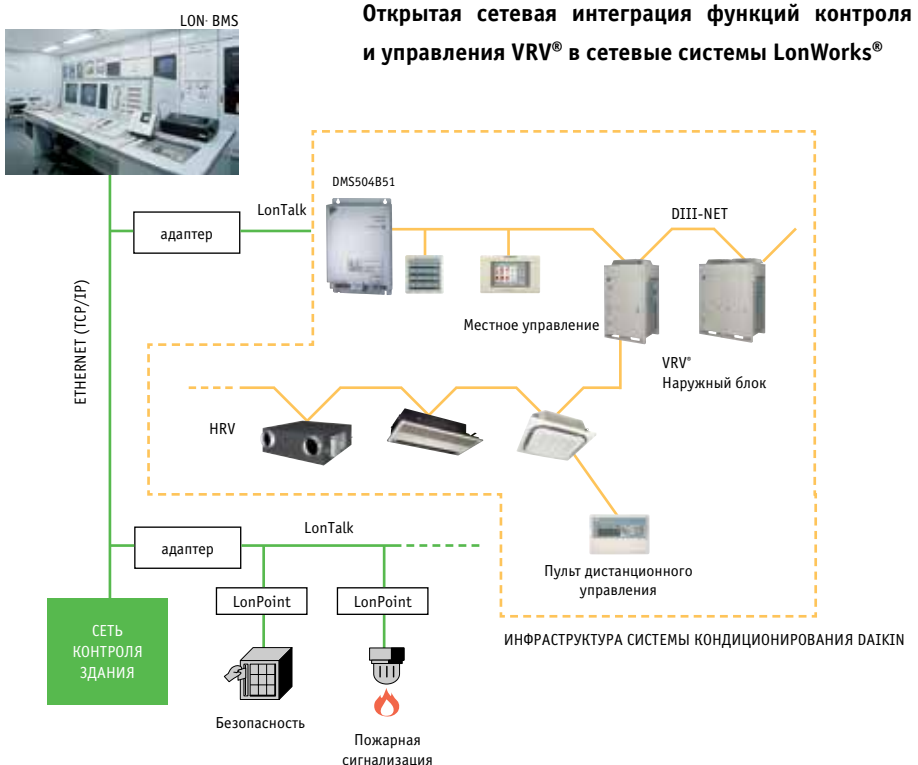 LON· BMS
Открытая сетевая интеграция функций контроля
и управления VRV® в сетевые системы LonWorks®
DMS504B51
LonTalk
DIII-NET
адаптер
ETHERNET (TCP/IP)
Местное управление
VRV®
Наружный блок
HRV
LonTalk
адаптер
Пульт дистанционного
управления
LonPoint
LonPoint
СЕТЬ
КОНТРОЛЯ
ЗДАНИЯ
ИНФРАСТРУКТУРА СИСТЕМЫ КОНДИЦИОНИРОВАНИЯ DAIKIN
Безопасность
Пожарная
сигнализация